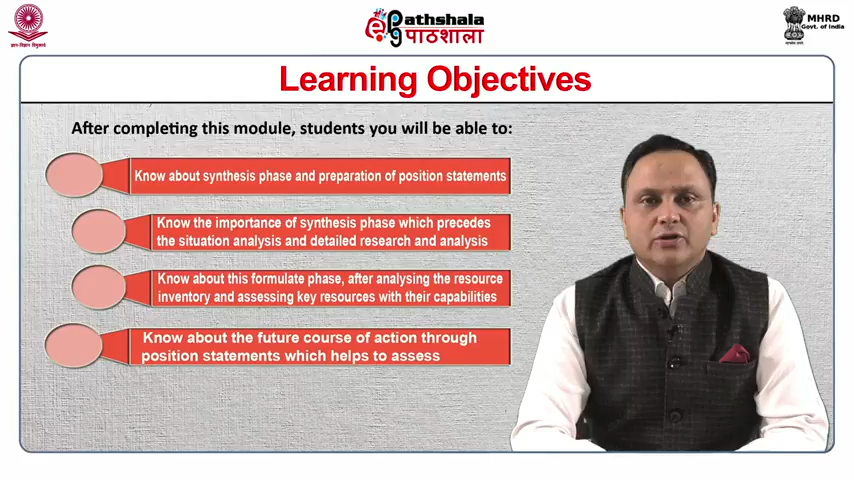 ज्ञान-विज्ञान विमुक्तये
ePathshala
पाठशाला
MHRD
Govt. of India
Learning Objectives
After completing this module, students you will be able to:
Know about synthesis phase and preparation of position statements
Know the importance of synthesis phase which precedes
the situation analysis and detailed research and analysis
Know about this formulate phase, after analysing the resource
inventory and assessing key resources with their capabilities
Know about the future course of action through
position statements which helps to assess